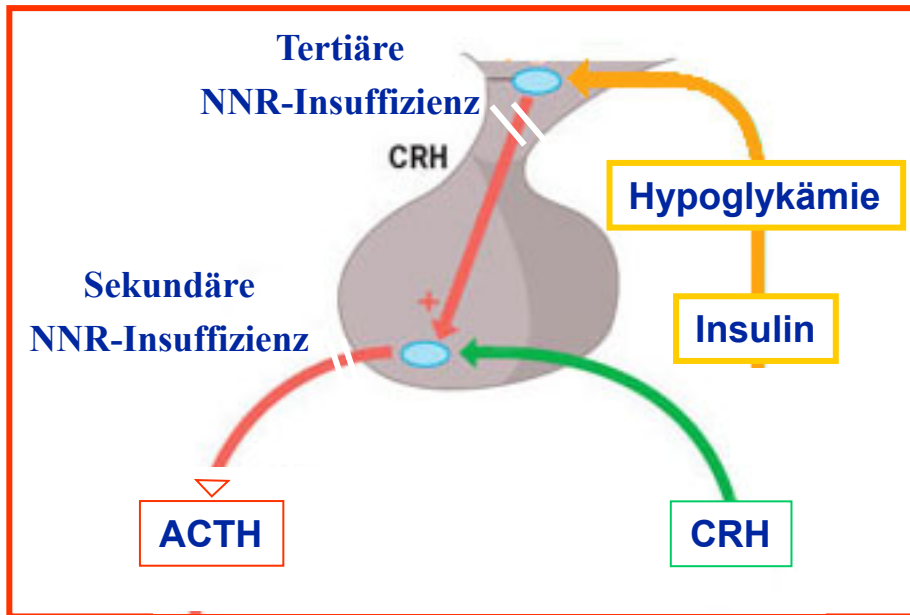 Tertiäre
NNR-Insuffizienz
CRH
Hypoglykämie
Sekundäre
NNR-Insuffizienz
+
Insulin
ACTH
CRH